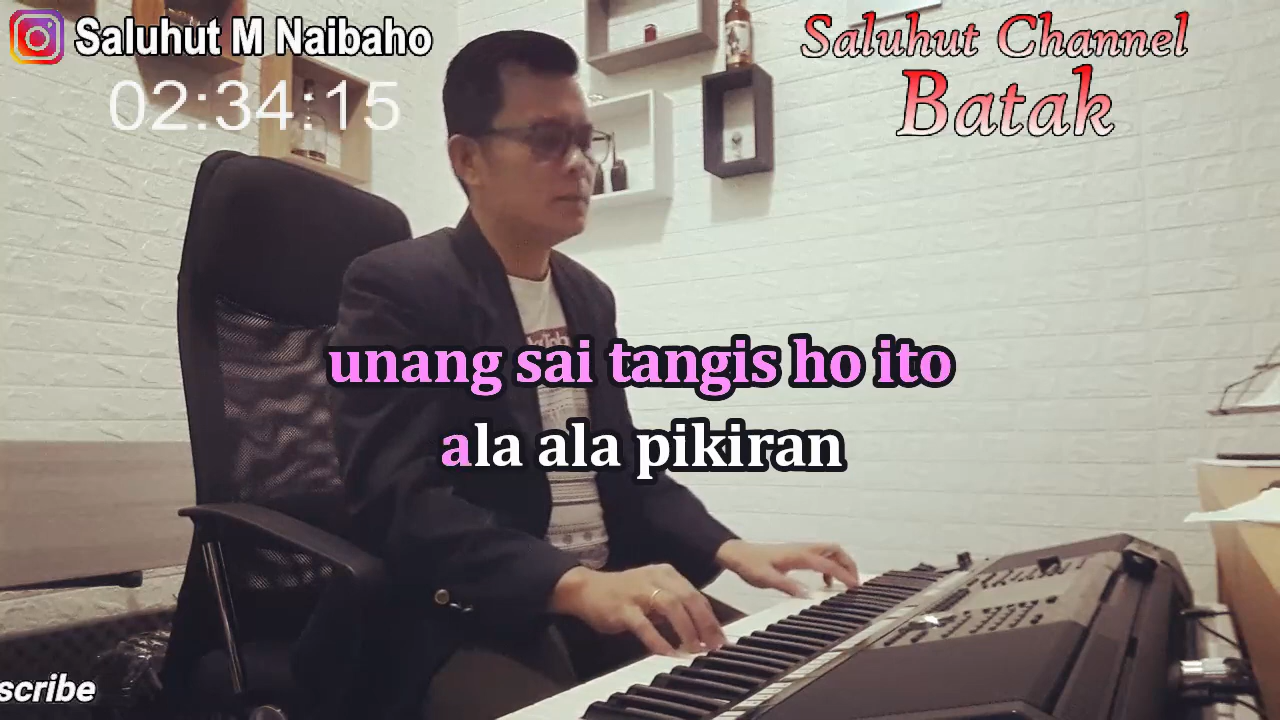 Saluhut M Naibaho
02:34:15
Saluhut Channel
Batak
unang sai tangis ho ito
ala ala pikiran
scribe